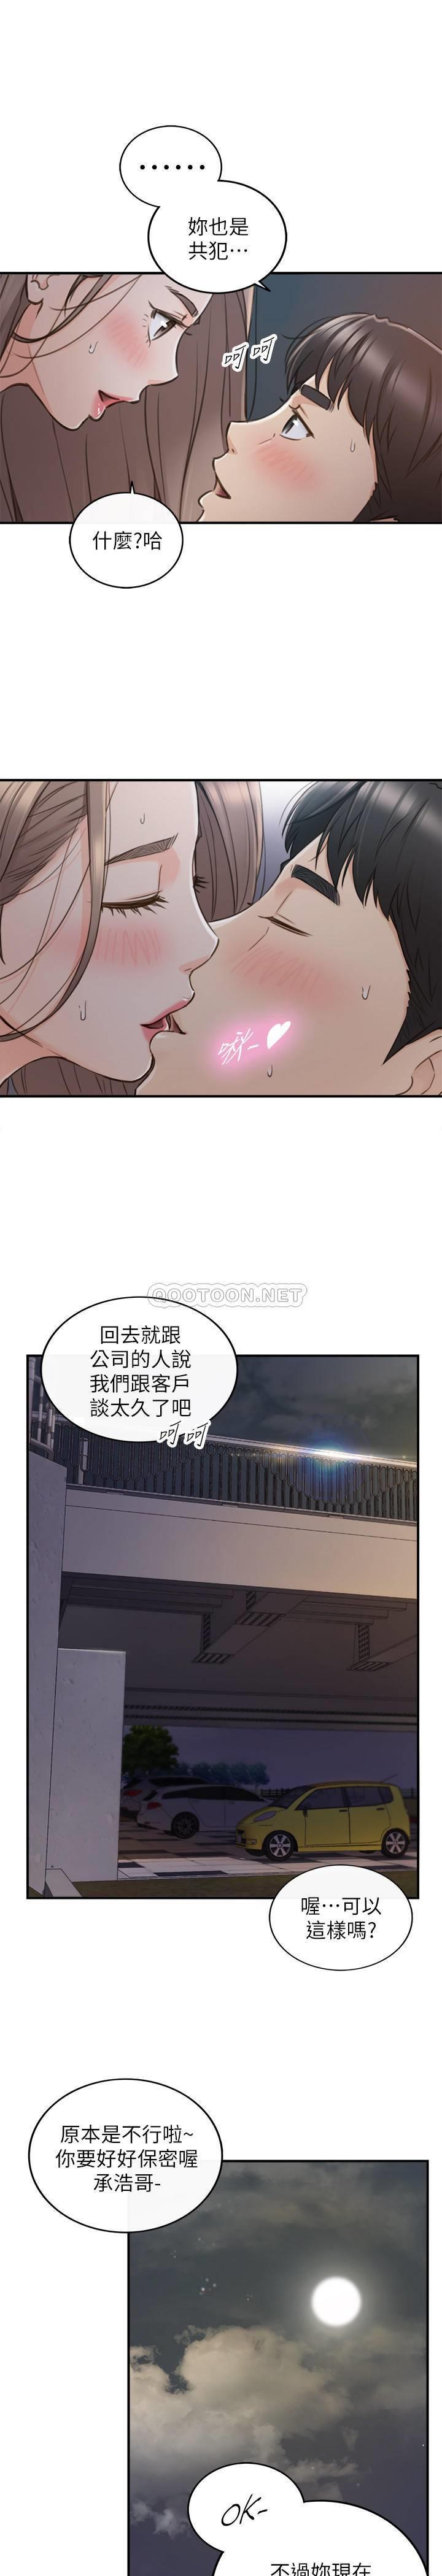 ……
妳也是
共犯…
呵呵
什麼?哈
啾~
QOOTOON.NET
回去就跟
公司的人說
我們跟客戶
談太久了吧
呵呵
喔…可以
這樣嗎?
原本是不行啦~
你要好好保密喔
承浩哥-
OK-
不過妳現在